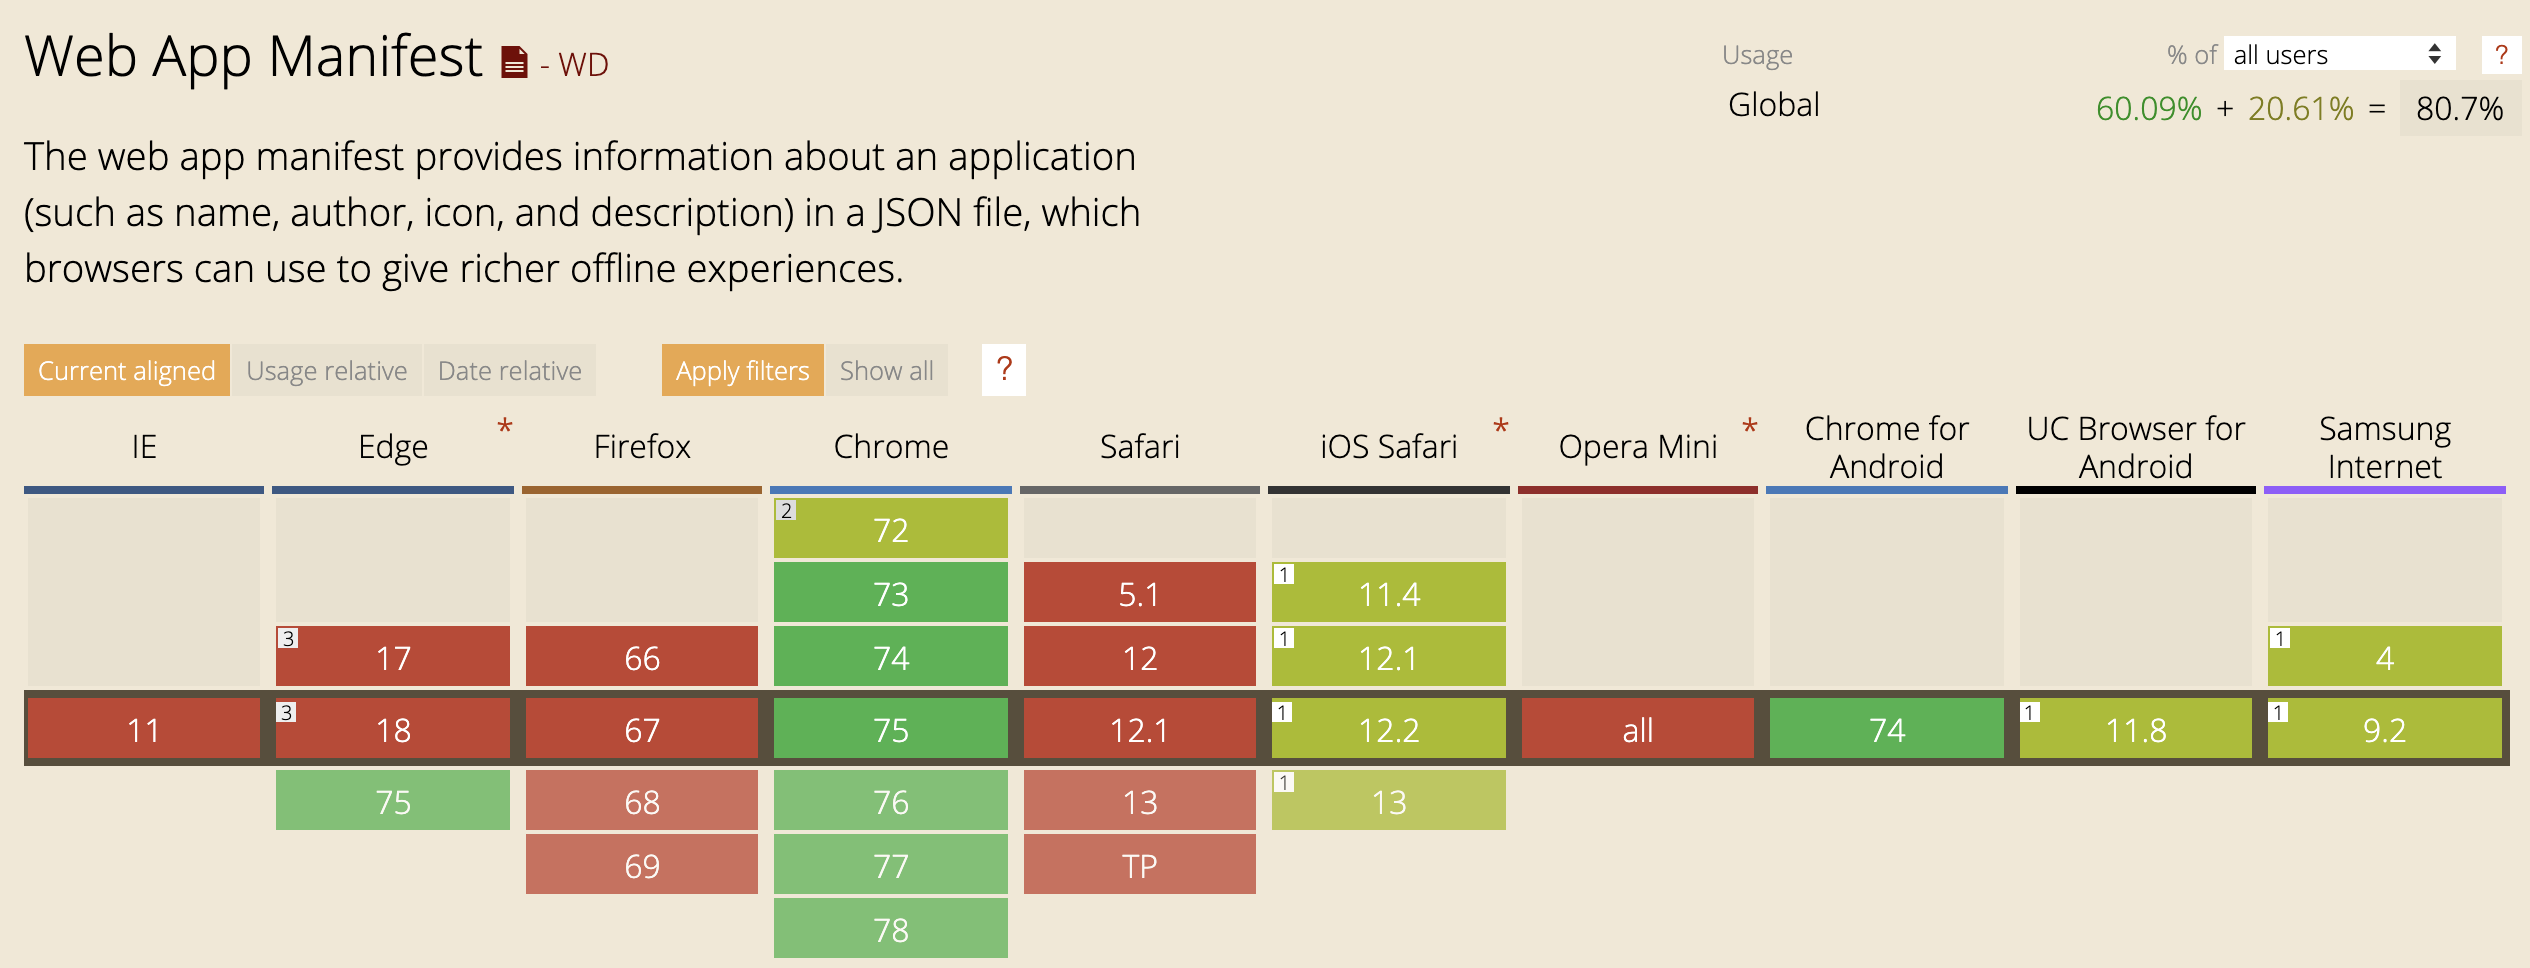 Web App Manifest - WD
Usage % of all users ?
Global 60.09% + 20.61% = 80.7%
The web app manifest provides information about an application
(such as name, author, icon, and description) in a JSON file, which
browsers can use to give richer offline experiences.
Current aligned Usage relative Date relative Apply filters Show all ?
IE Edge * Firefox Chrome Safari iOS Safari * Opera Mini * Chrome for Android UC Browser for Android Samsung Internet
2 72
73 5.1 1 11.4
3 17 66 74 12 1 12.1 1 4
11 3 18 67 75 12.1 1 12.2 all 74 1 11.8 1 9.2
75 68 76 13 1 13
69 77 TP
78